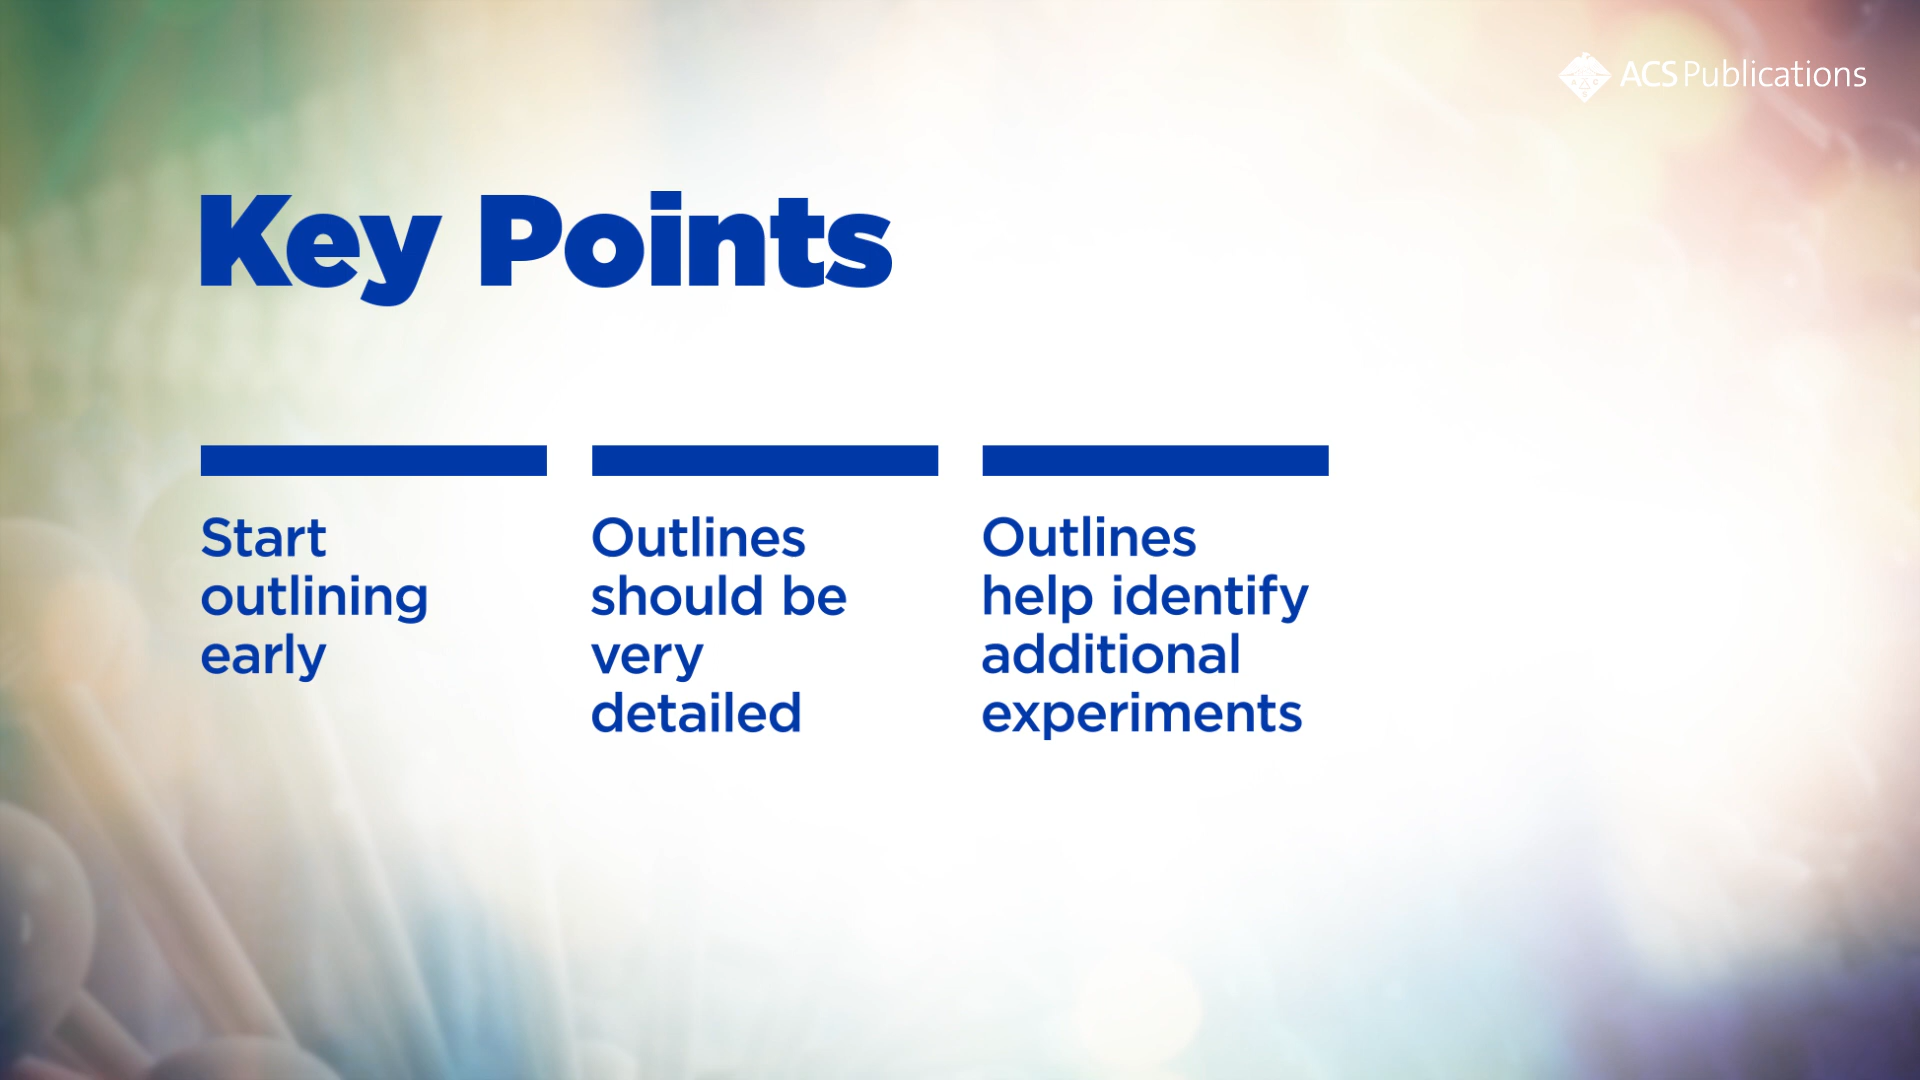 ACS Publications
Key Points
Start
outlining
early
Outlines
should be
very
detailed
Outlines
help identify
additional
experiments